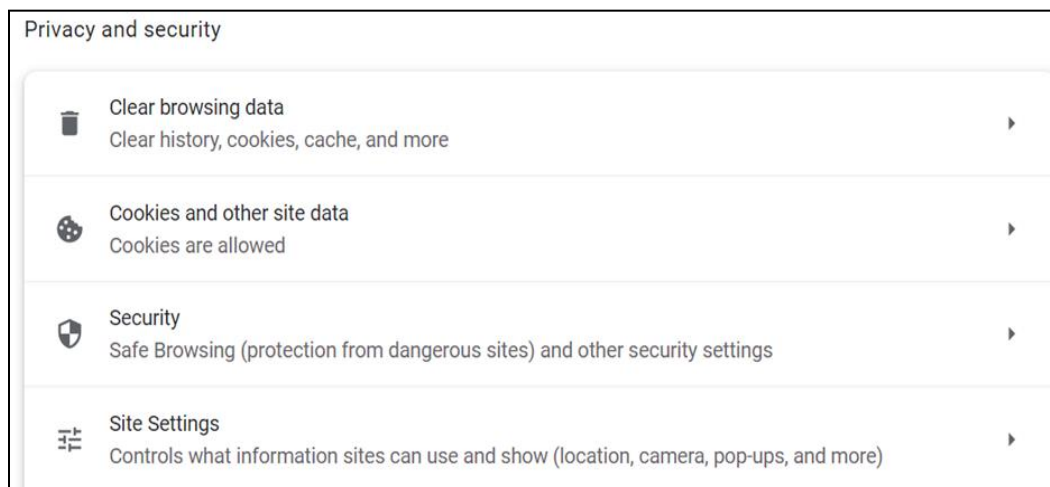 Privacy and security
Clear browsing data
Clear history, cookies, cache, and more
Cookies and other site data
Cookies are allowed
Security
Safe Browsing (protection from dangerous sites) and other security settings
Site Settings
Controls what information sites can use and show (location, camera, pop-ups, and more)